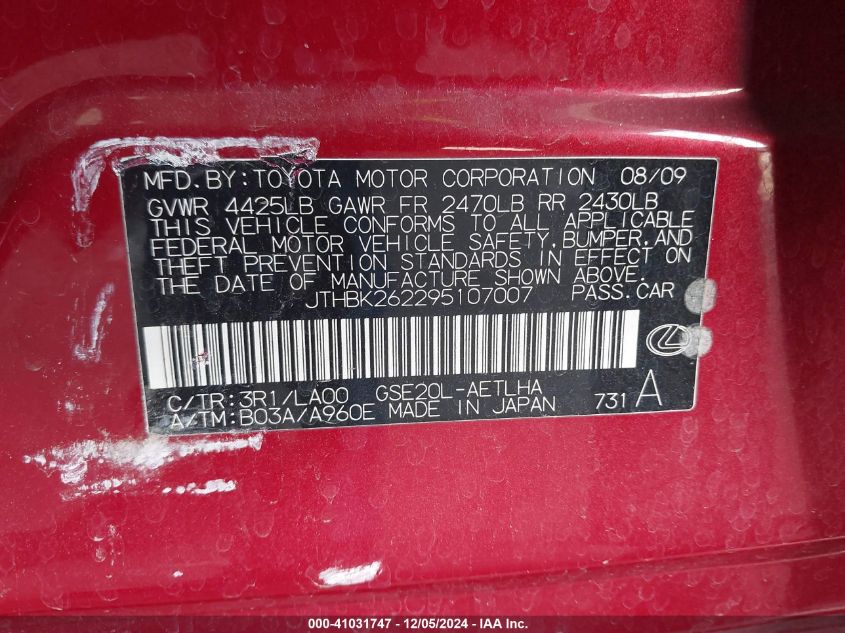 MFD. BY: TOYOTA MOTOR CORPORATION 08/09
GVWR 4425LB GAWR FR 2470LB RR 2430LB
THIS VEHICLE CONFORMS TO ALL APPLICABLE
FEDERAL MOTOR VEHICLE SAFETY, BUMPER, AND
THEFT PREVENTION STANDARDS IN EFFECT ON
THE DATE OF MANUFACTURE SHOWN ABOVE.
JTHBK262295107007 PASS. CAR
C/TR: 3R1/LA00 GSE20L-AETLHA
A/TM: B03A/A960E MADE IN JAPAN 731 A
000-41031747 - 12/05/2024 - IAA Inc.